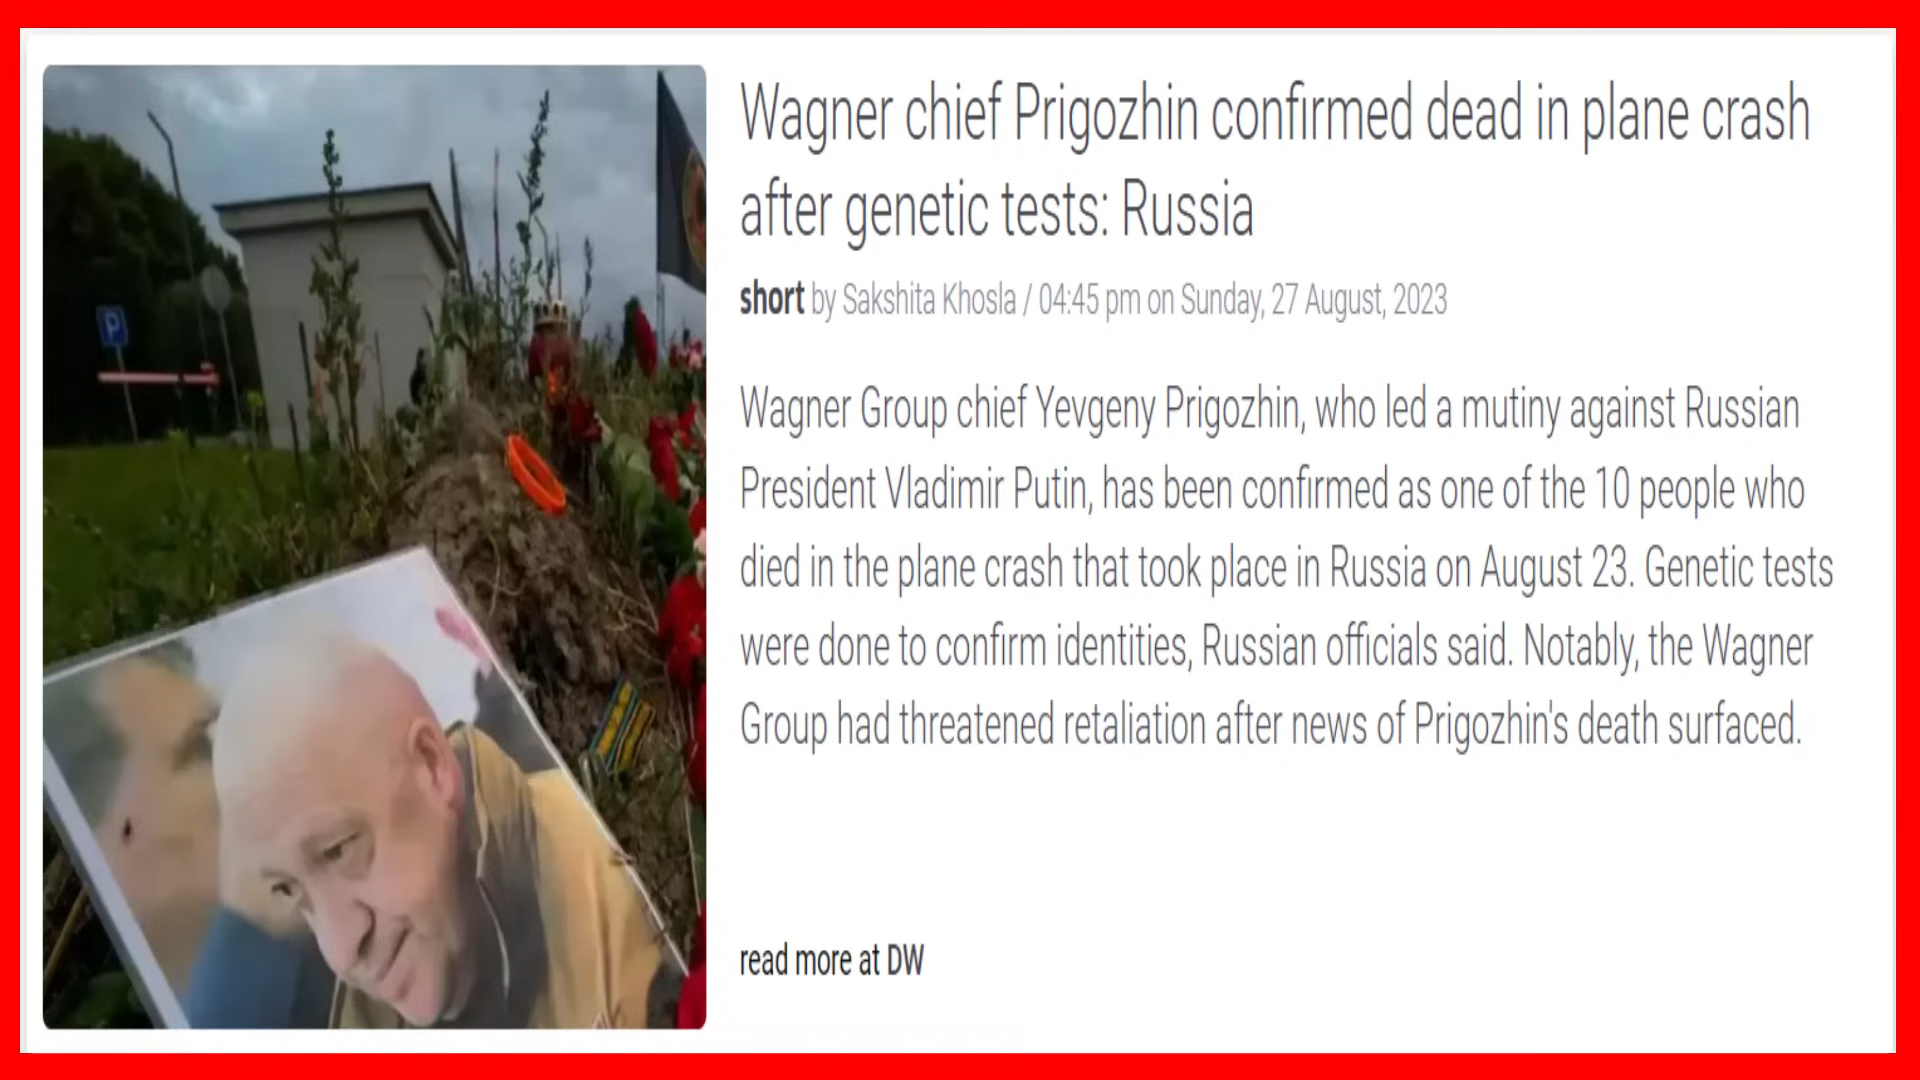 Wagner chief Prigozhin confirmed dead in plane crash
after genetic tests: Russia
short by Sakshita Khosla / 04:45 pm on Sunday, 27 August, 2023
Wagner Group chief Yevgeny Prigozhin, who led a mutiny against Russian
President Vladimir Putin, has been confirmed as one of the 10 people who
died in the plane crash that took place in Russia on August 23. Genetic tests
were done to confirm identities, Russian officials said. Notably, the Wagner
Group had threatened retaliation after news of Prigozhin's death surfaced.
read more at DW
P